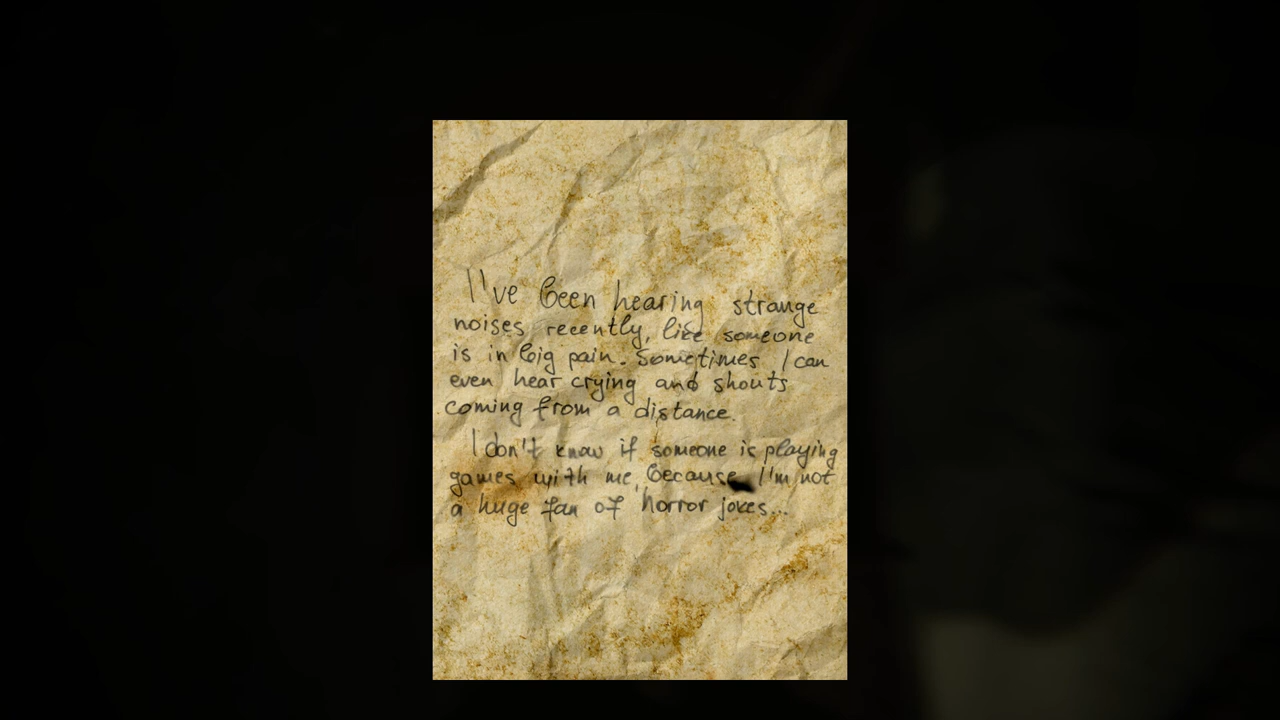 I've been hearing strange
noises recently, like someone
is in big pain. Sometimes I can
even hear crying and shouts
coming from a distance.
I don't know if someone is playing
games with me, because I'm not
a huge fan of horror jokes...